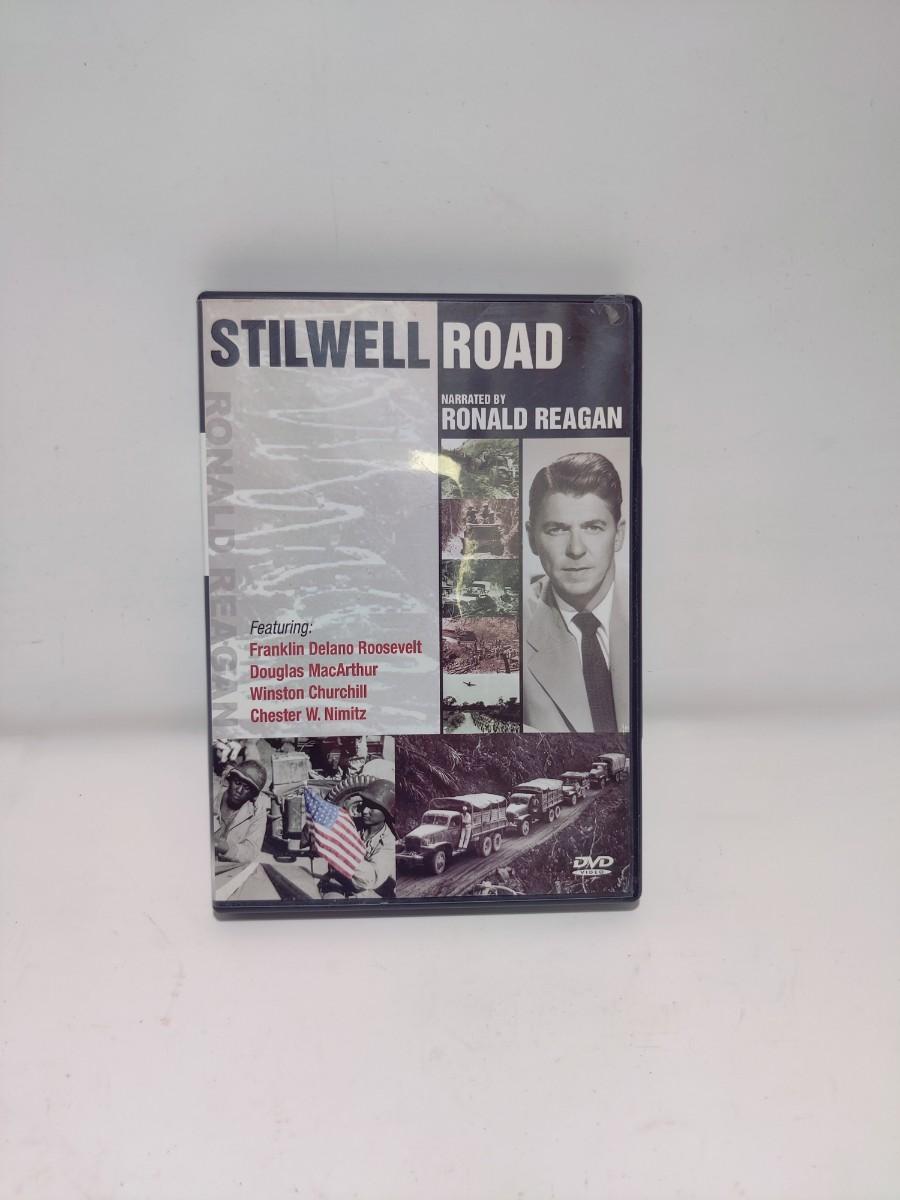 STILWELL ROAD
NARRATED BY
RONALD REAGAN
RONALD REAGAN
Featuring:
Franklin Delano Roosevelt
Douglas MacArthur
Winston Churchill
Chester W. Nimitz
DVD
VIDEO